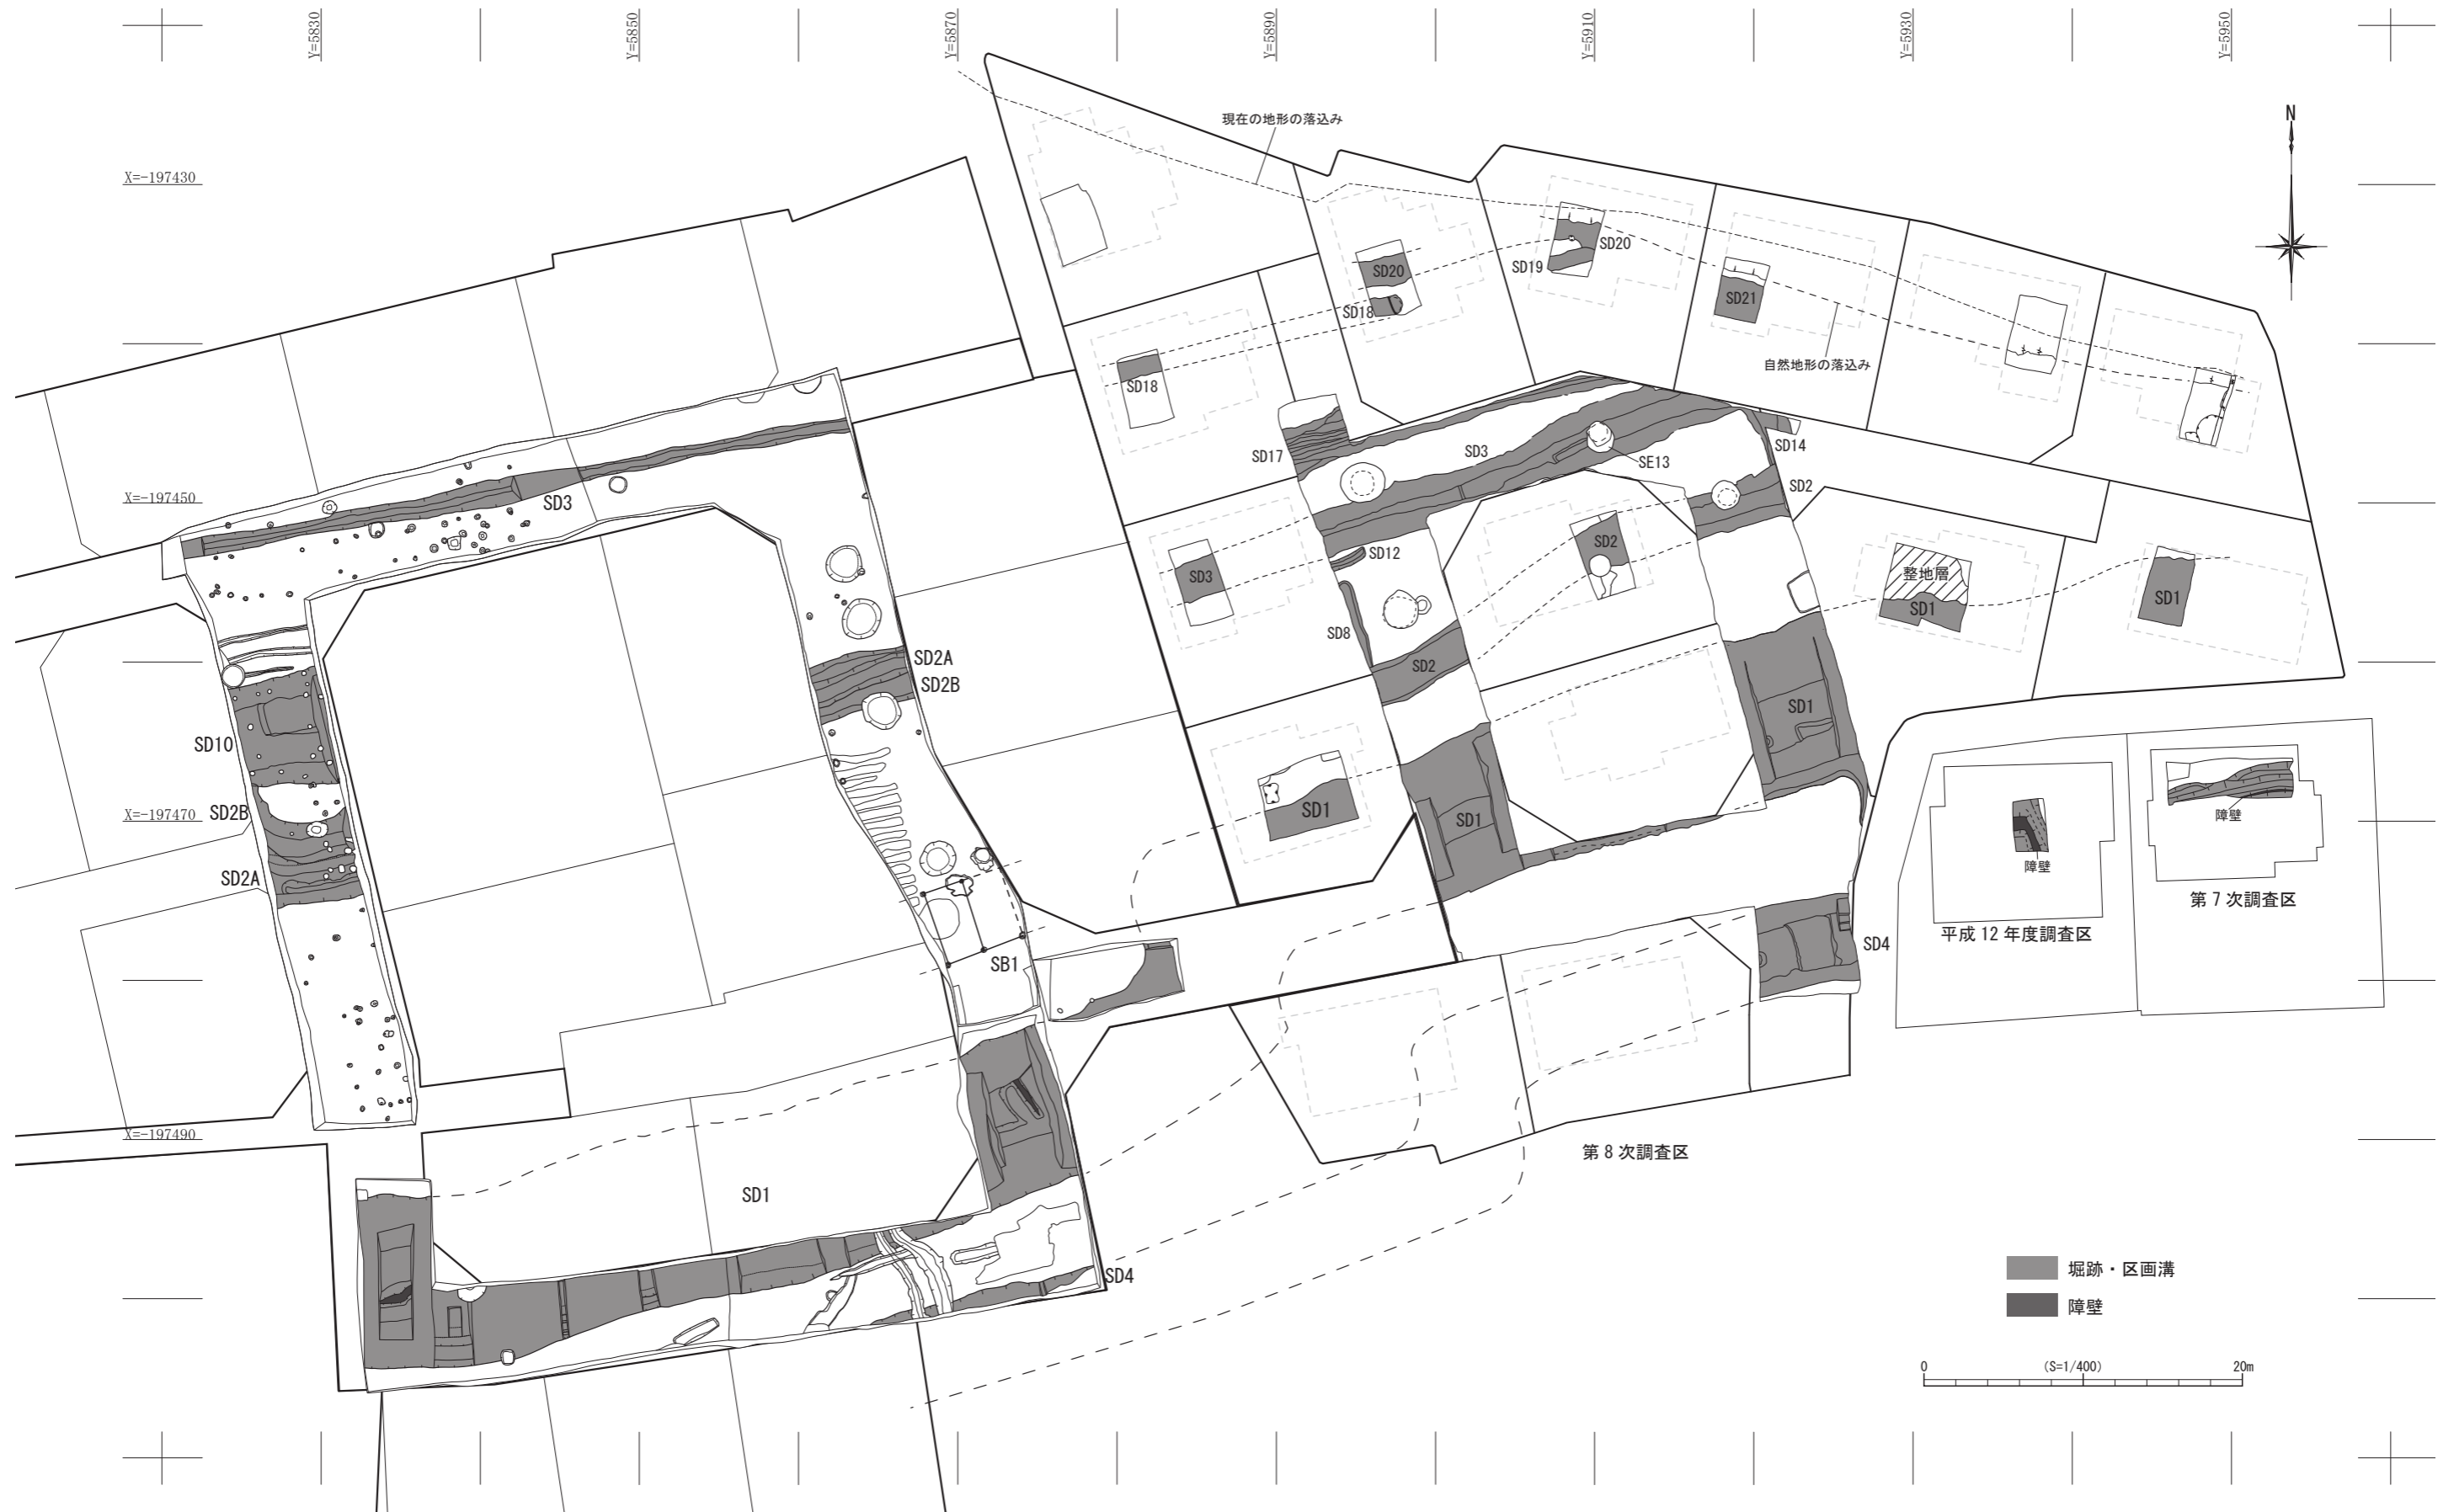 Y=5830
Y=5850
Y=5870
Y=5890
Y=5910
Y=5930
Y=5950
N
現在の地形の落込み
X=-197430
SD20
SD19
SD20
SD21
SD18
自然地形の落込み
SD18
SD17
SD3
SD14
SE13
X=-197450
SD3
SD2
SD12
SD2
SD3
整地層
SD1
SD1
SD8
SD2A
SD2
SD2B
SD10
SD1
SD1
SD2B
SD1
X=-197470
障壁
障壁
SD2A
第7次調査区
平成12年度調査区
SD4
SB1
X=-197490
第8次調査区
SD1
SD4
堀跡・区画溝
障壁
0 (S=1/400) 20m